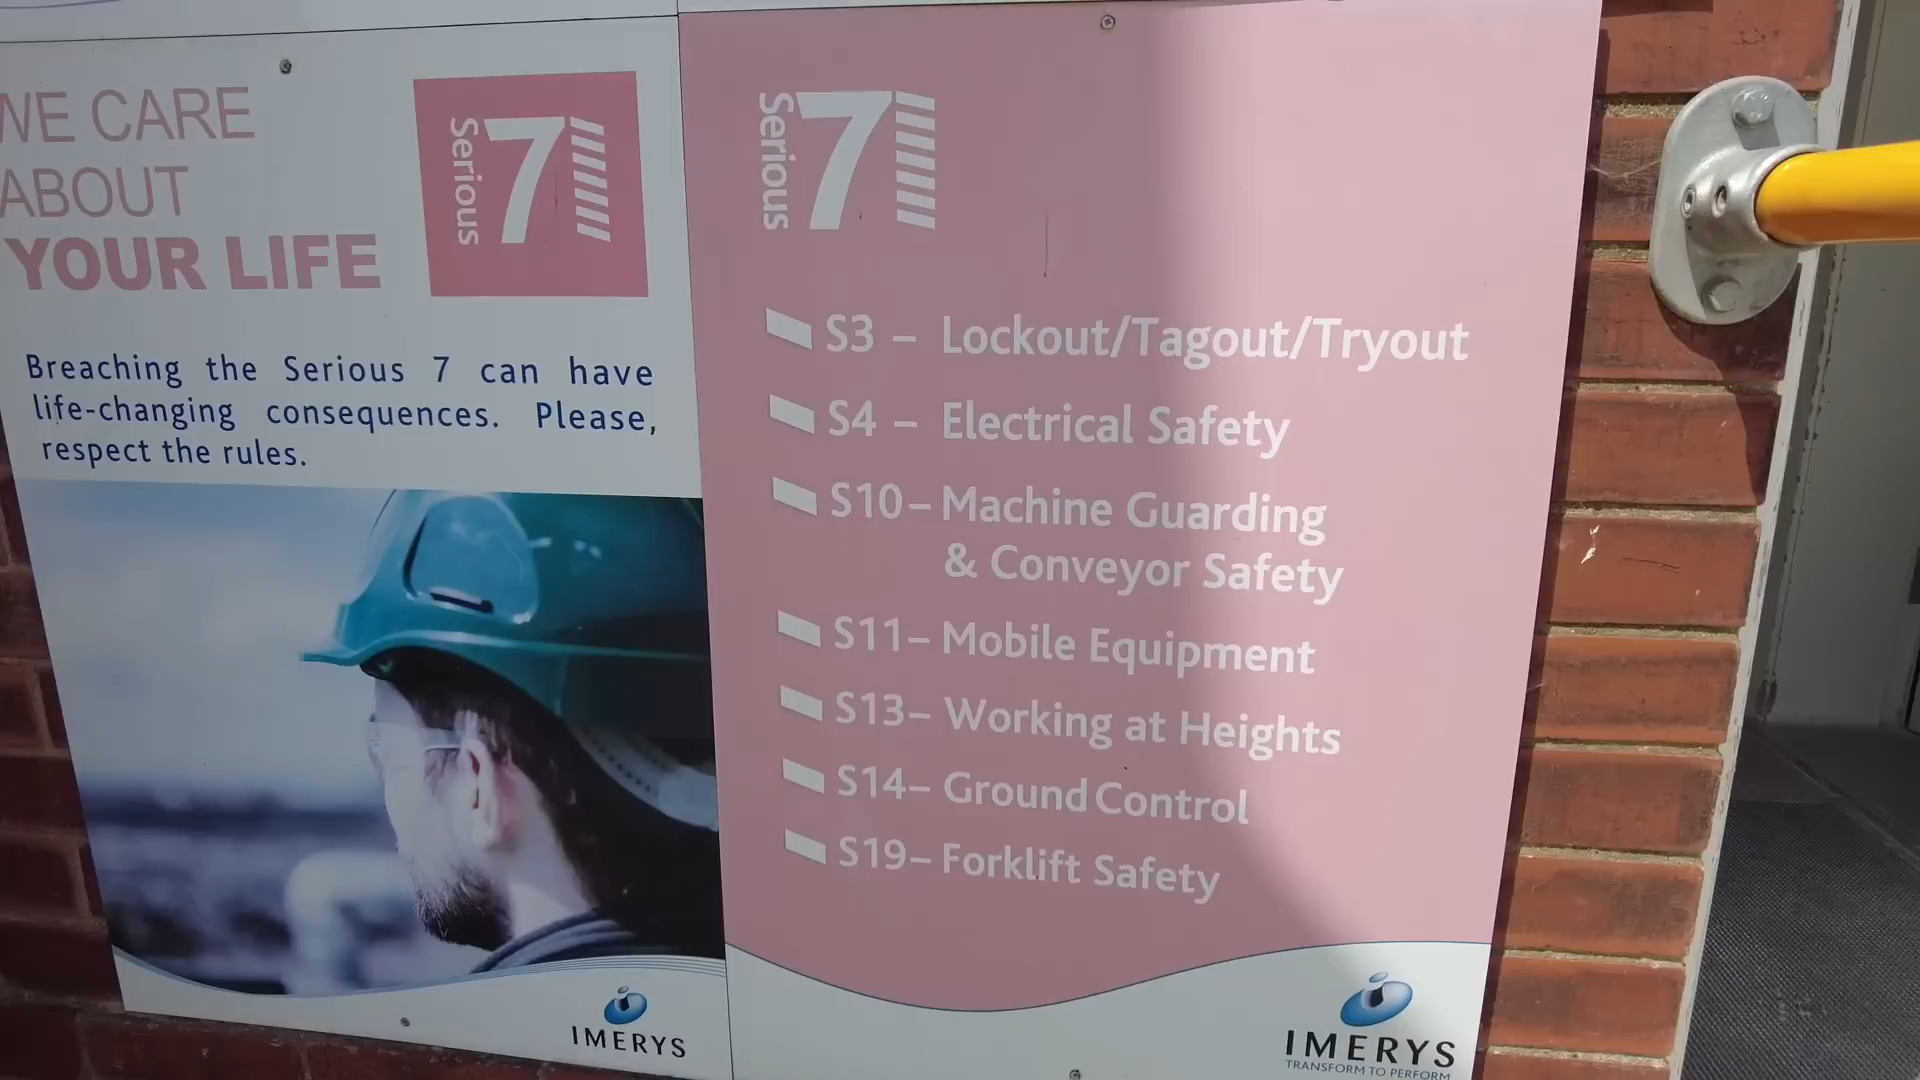 WE CARE
ABOUT
YOUR LIFE
Serious 7
Breaching the Serious 7 can have
life-changing consequences. Please,
respect the rules.
IMERYS
Serious 7
S3 – Lockout/Tagout/Tryout
S4 – Electrical Safety
S10– Machine Guarding
& Conveyor Safety
S11– Mobile Equipment
S13– Working at Heights
S14– Ground Control
S19– Forklift Safety
IMERYS
TRANSFORM TO PERFORM